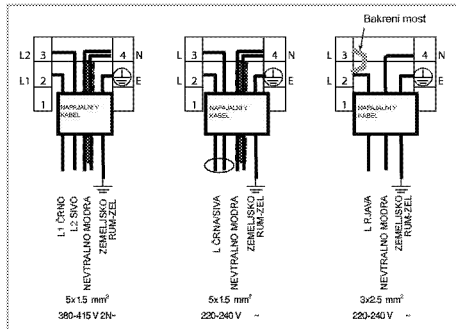 Bakreni most
L2 3 4 N
L1 2 E
1
NAPAJALNI KABEL
L1 ČRNO
L2 SIVO
NEVTRALNO MODRA
ZEMELJSKO RUM-ZEL
5x1.5 mm²
380-415 V 2N~
L 3 4 N
L 2 E
1
NAPAJALNI KABEL
L ČRNA/SIVA
NEVTRALNO MODRA
ZEMELJSKO RUM-ZEL
5x1.5 mm²
220-240 V ~
L 3 4 N
L 2 E
1
NAPAJALNI KABEL
L RJAVA
NEVTRALNO MODRA
ZEMELJSKO RUM-ZEL
3x2.5 mm²
220-240 V ~